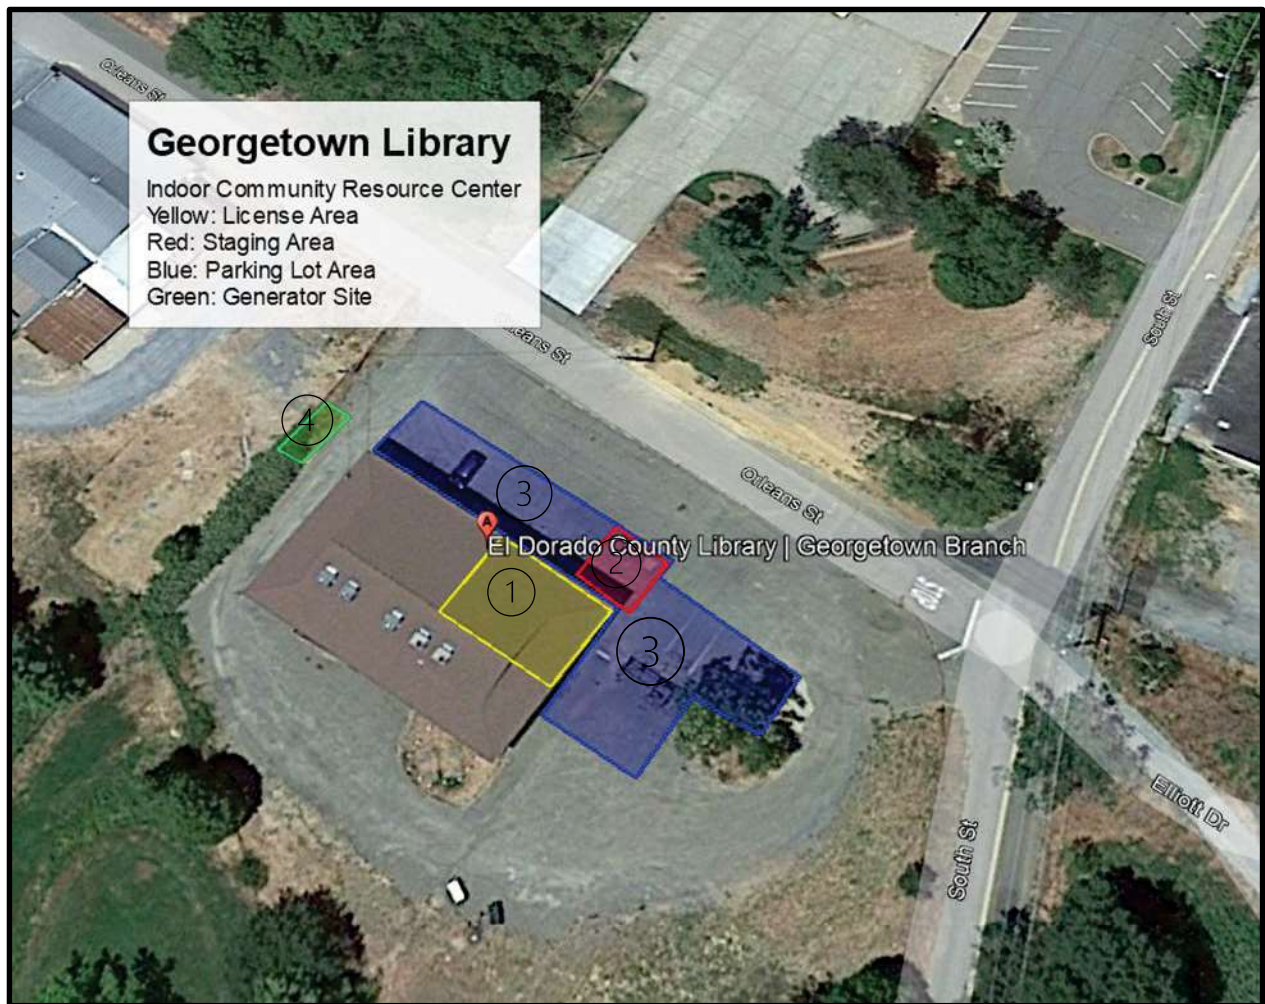 Orleans St
Georgetown Library
Indoor Community Resource Center
Yellow: License Area
Red: Staging Area
Blue: Parking Lot Area
Green: Generator Site
Orleans St
South St
4
3
Orleans St
A
El Dorado County Library | Georgetown Branch
2
1
STOP
3
Elliott Dr
South St